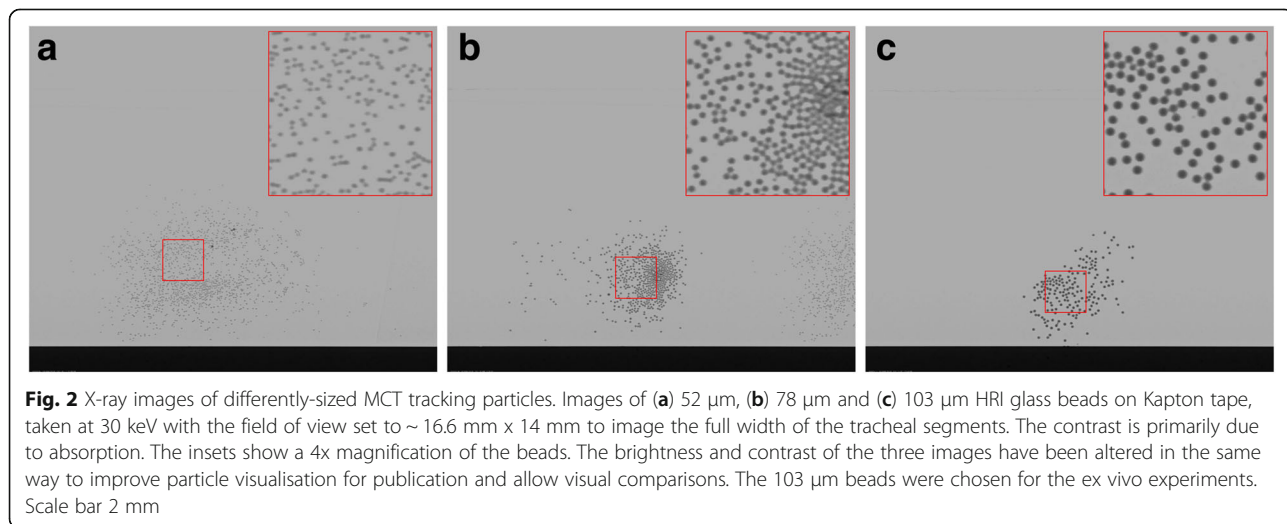 a
b
c
Fig. 2 X-ray images of differently-sized MCT tracking particles. Images of (a) 52 μm, (b) 78 μm and (c) 103 μm HRI glass beads on Kapton tape,
taken at 30 keV with the field of view set to ~ 16.6 mm x 14 mm to image the full width of the tracheal segments. The contrast is primarily due
to absorption. The insets show a 4x magnification of the beads. The brightness and contrast of the three images have been altered in the same
way to improve particle visualisation for publication and allow visual comparisons. The 103 μm beads were chosen for the ex vivo experiments.
Scale bar 2 mm